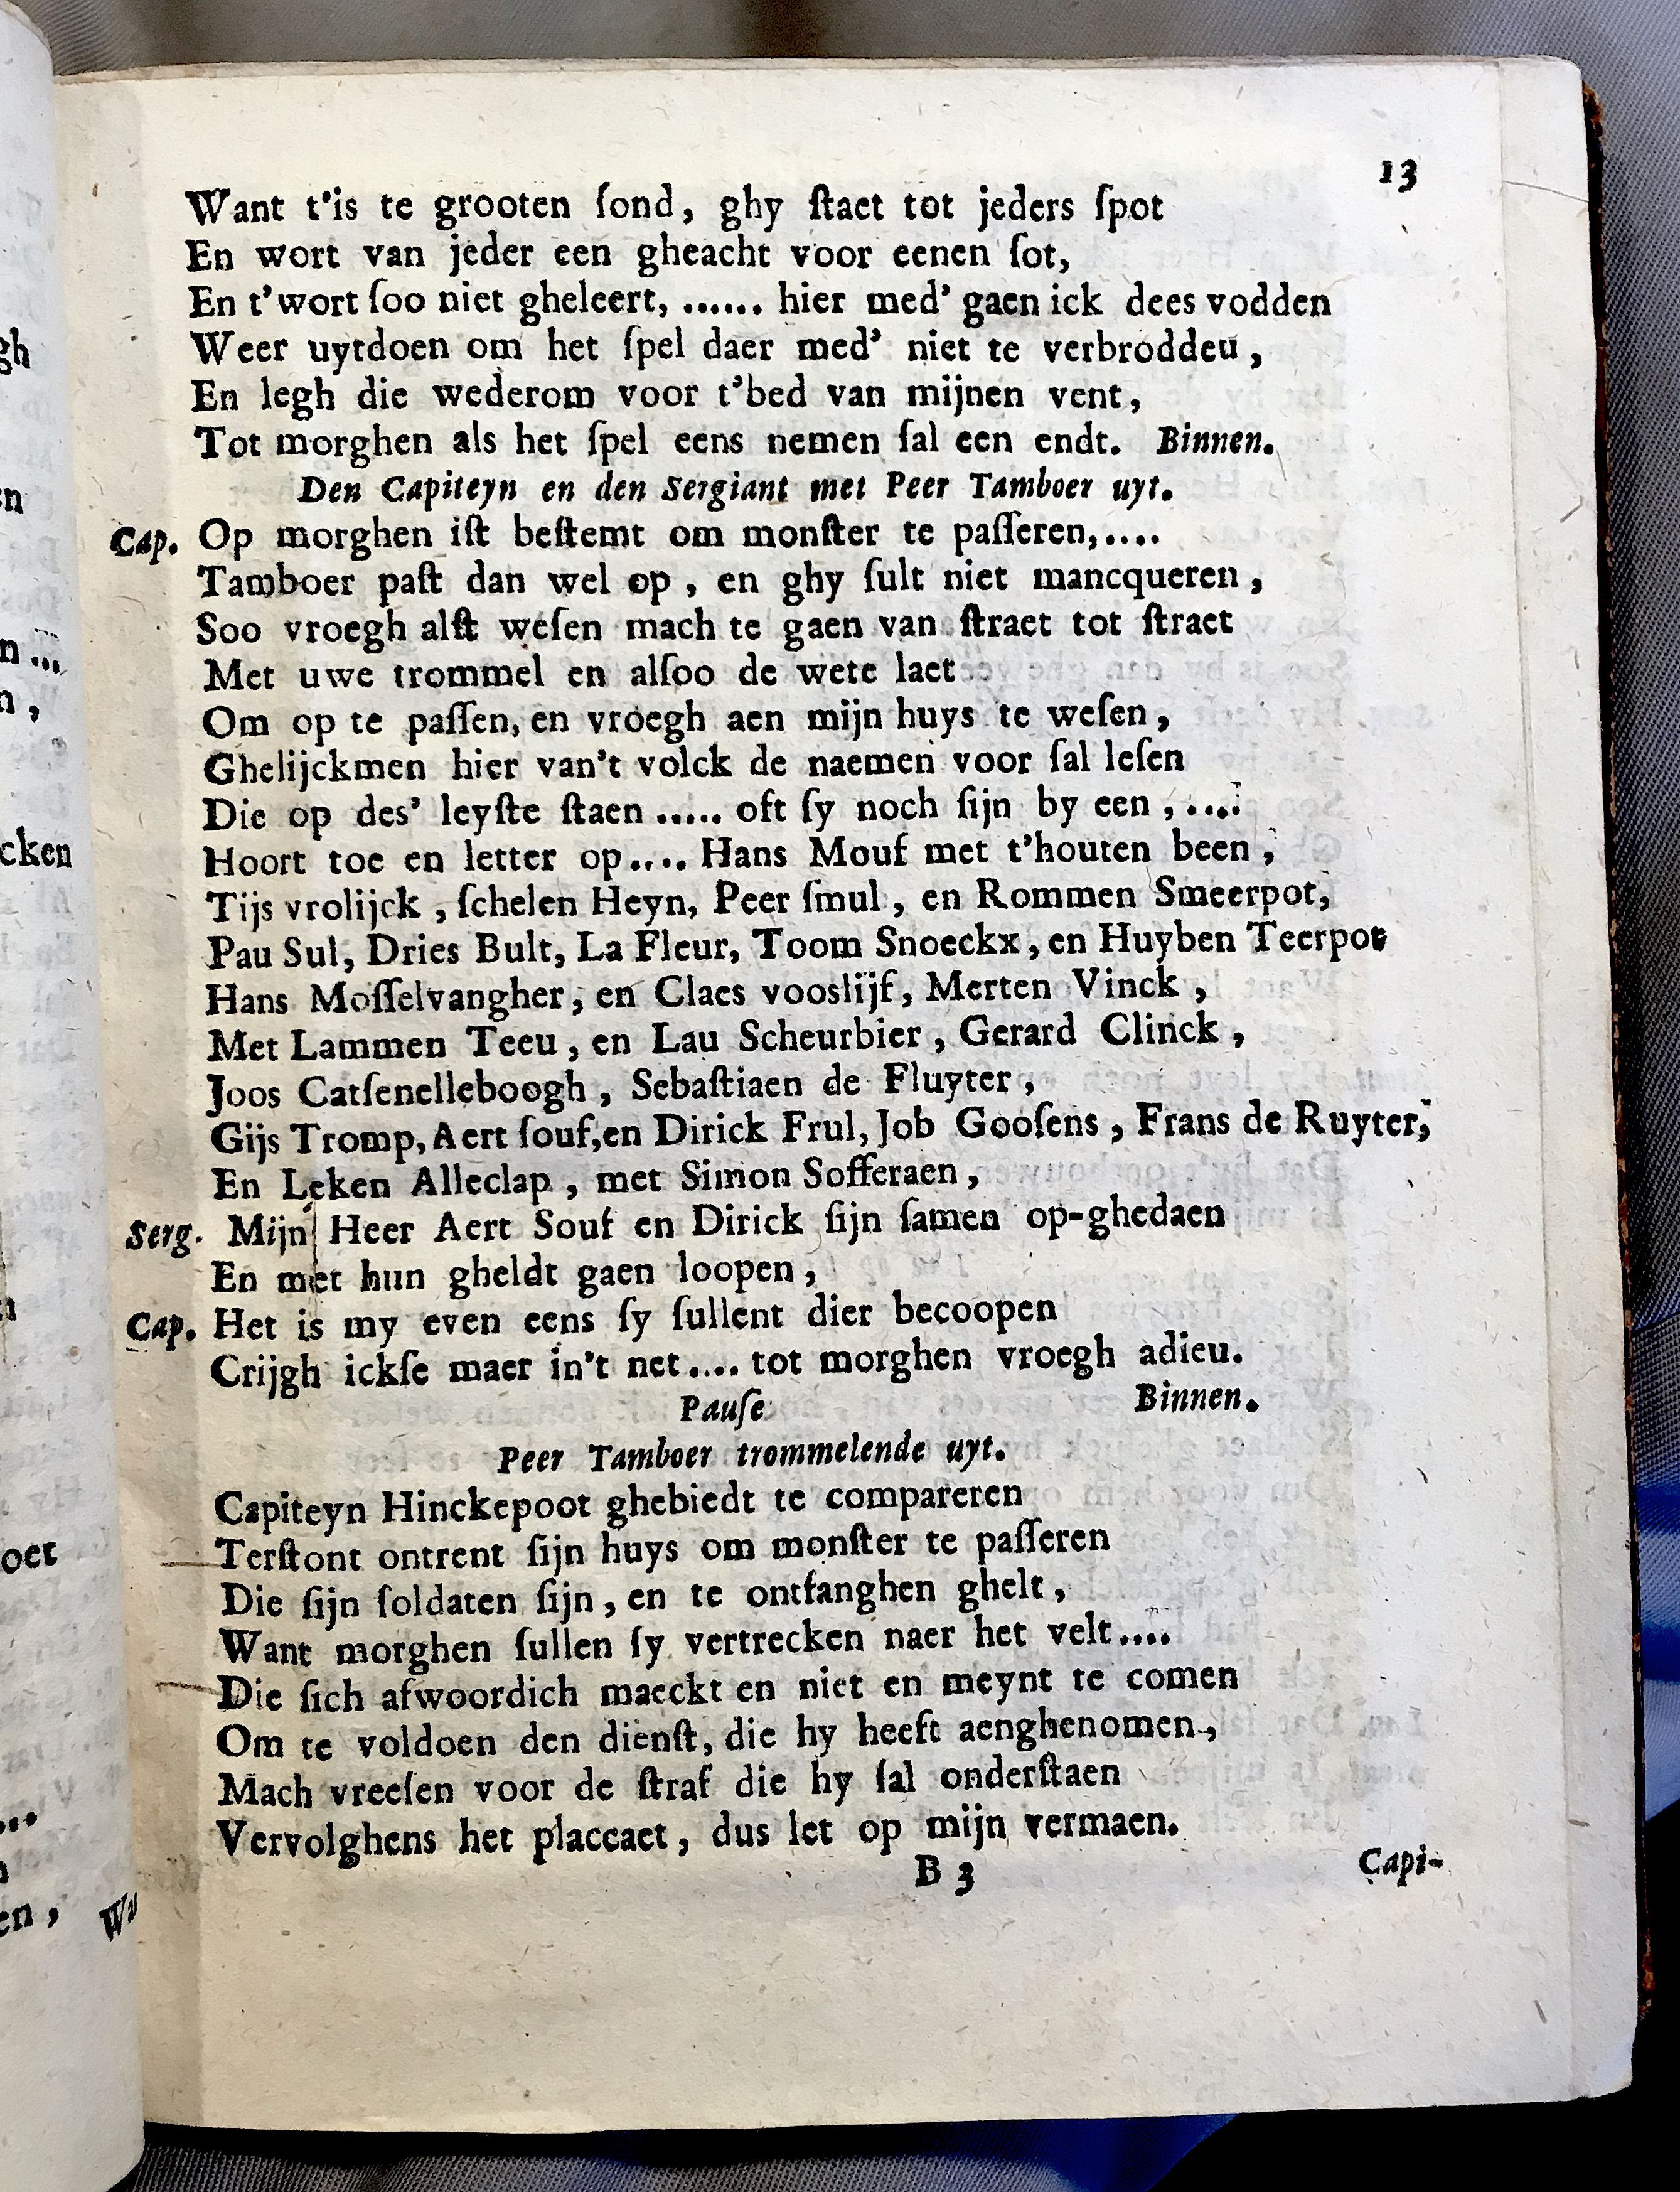 13
Want t'is te grooten ſond, ghy ſtaet tot jeders ſpot
En wort van jeder een gheacht voor eenen ſot,
En t'wort ſoo niet gheleert, ...... hier med' gaen ick dees vodden
Weer uytdoen om het ſpel daer med' niet te verbroddeu,
En legh die wederom voor t'bed van mijnen vent,
Tot morghen als het ſpel eens nemen ſal een endt. Binnen.
Den Capiteyn en den Sergiant met Peer Tamboer uyt.
Cap. Op morghen iſt beſtemt om monſter te paſſeren,....
Tamboer paſt dan wel op, en ghy ſult niet mancqueren,
Soo vroegh alſt weſen mach te gaen van ſtraet tot ſtraet
Met uwe trommel en alſoo de wete laet
Om op te paſſen, en vroegh aen mijn huys te weſen,
Ghelijckmen hier van't volck de naemen voor ſal leſen
Die op des' leyſte ſtaen ..... oft ſy noch ſijn by een, ....
Hoort toe en letter op.... Hans Mouf met t'houten been,
Tijs vrolijck, ſchelen Heyn, Peer ſmul, en Rommen Smeerpot,
Pau Sul, Dries Bult, La Fleur, Toom Snoeckx, en Huyben Teerpot
Hans Moſſelvangher, en Claes vooslijf, Merten Vinck,
Met Lammen Teeu, en Lau Scheurbier, Gerard Clinck,
Joos Catſenelleboogh, Sebaſtiaen de Fluyter,
Gijs Tromp, Aert ſouf, en Dirick Frul, Job Gooſens, Frans de Ruyter,
En Leken Alleclap, met Simon Sofferaen,
Serg. Mijn Heer Aert Souf en Dirick ſijn ſamen op-ghedaen
En met hun gheldt gaen loopen,
Cap. Het is my even eens ſy ſullent dier becoopen
Crijgh ickſe maer in't net.... tot morghen vroegh adieu.
Pauſe Binnen.
Peer Tamboer trommelende uyt.
Capiteyn Hinckepoot ghebiedt te compareren
Terſtont ontrent ſijn huys om monſter te paſſeren
Die ſijn ſoldaten ſijn, en te ontfanghen ghelt,
Want morghen ſullen ſy vertrecken naer het velt....
Die ſich afwoordich maeckt en niet en meynt te comen
Om te voldoen den dienſt, die hy heeft aenghenomen,
Mach vreeſen voor de ſtraf die hy ſal onderſtaen
Vervolghens het placcaet, dus let op mijn vermaen.
B 3 Capi-